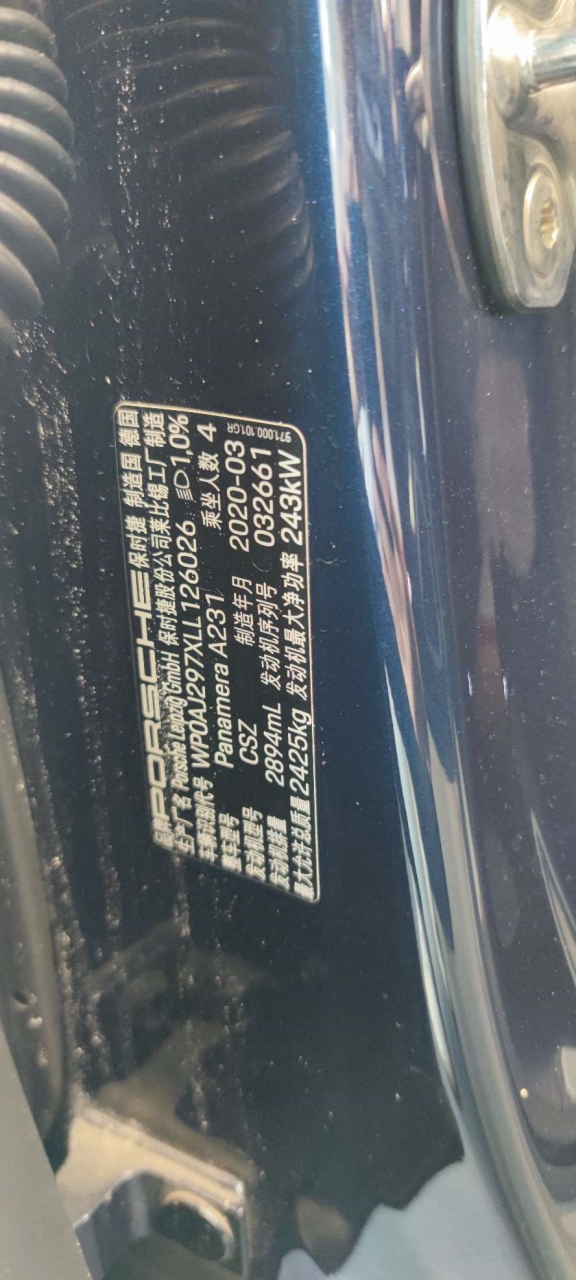 品牌 PORSCHE 保时捷 制造国 德国
生产厂名 Porsche Leipzig GmbH 保时捷股份公司莱比锡工厂制造
车辆识别代号 WP0AJ297XLL126026 1,0%
整车型号 Panamera A231 乘坐人数 4
发动机型号 CSZ 制造年月 2020-03
发动机排量 2894mL 发动机序列号 032661
最大允许总质量 2425kg 发动机最大净功率 243kW
971.000.101.GR